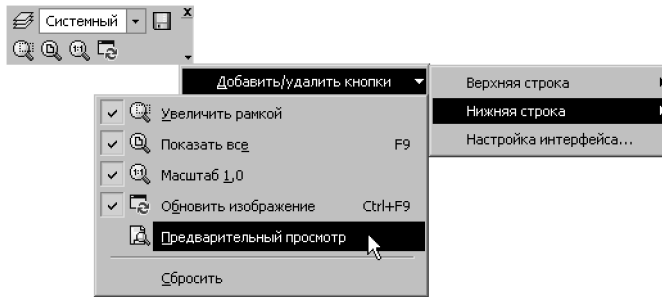 Системный
Добавить/удалить кнопки
Верхняя строка
Нижняя строка
Настройка интерфейса...
Увеличить рамкой
Показать все F9
Масштаб 1,0
Обновить изображение Ctrl+F9
Предварительный просмотр
Сбросить